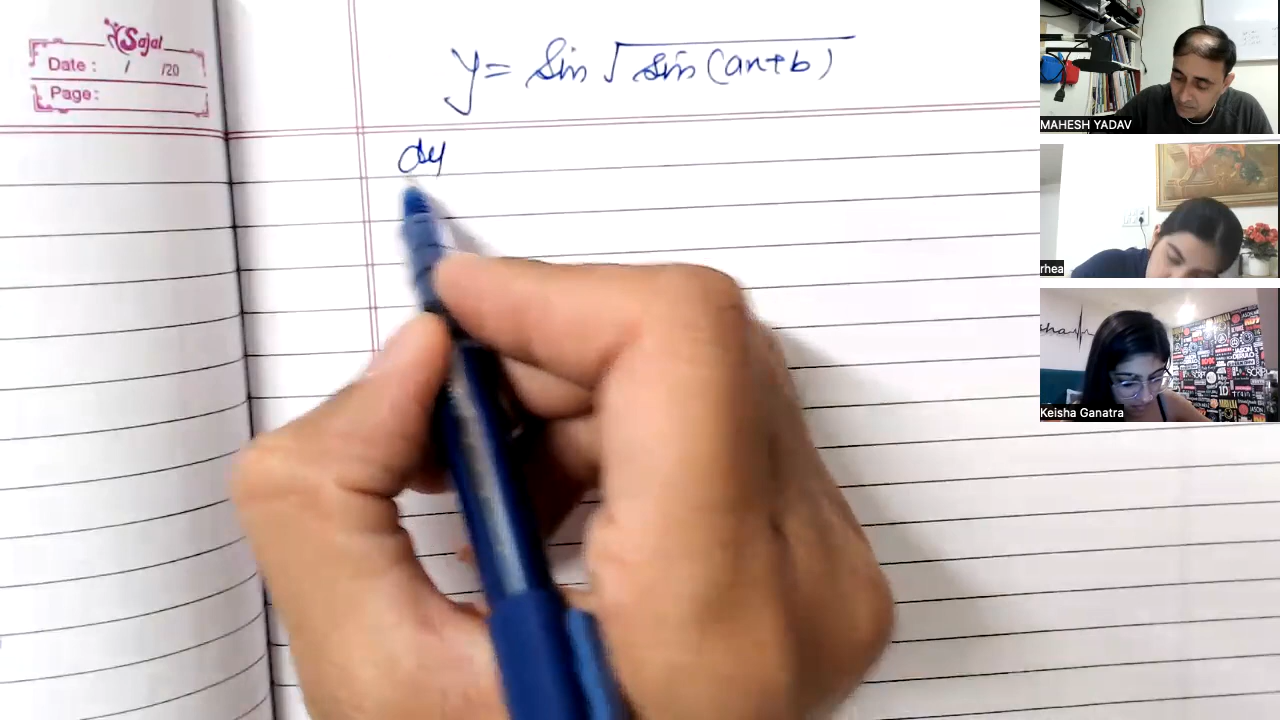 Sajal
Date : / /20
Page:
y = sin √sin (ax+b)
dy
MAHESH YADAV
rhea
Keisha Ganatra